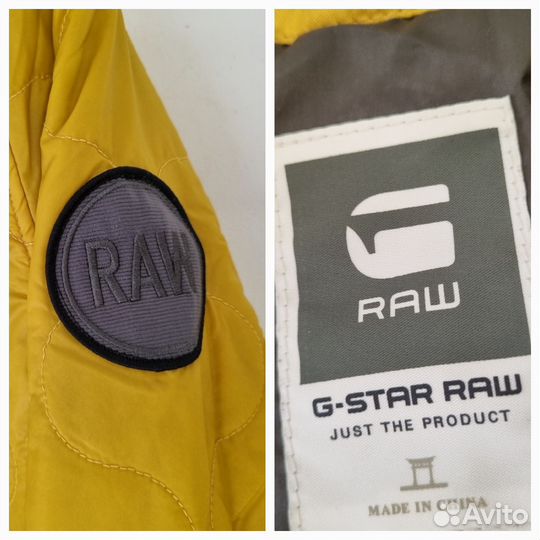 RAW
RAW
G-STAR RAW
JUST THE PRODUCT
MADE IN CHINA
Avito